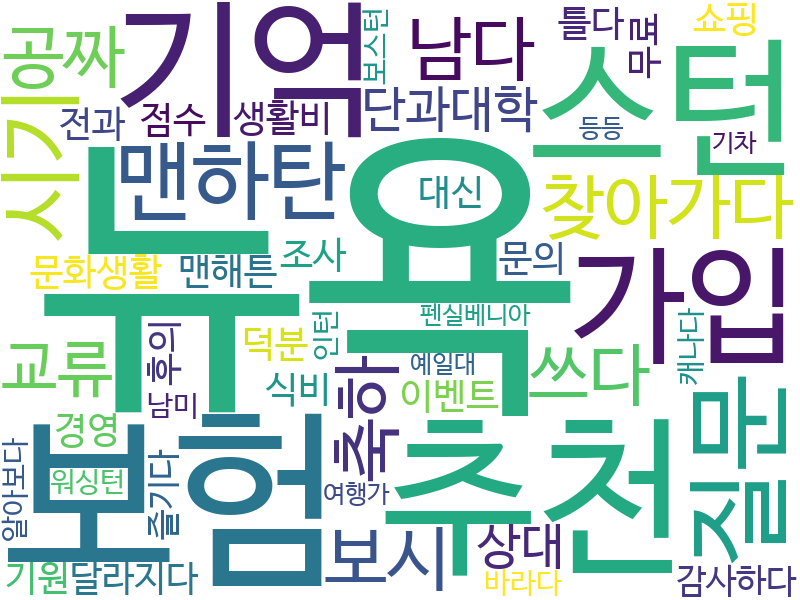 공짜
기억
남다
보스턴
틀다
무료
쇼핑
스턴
시기
전과
점수
생활비
단과대학
등등
기차
맨하탄
뉴욕
대신
찾아가다
문화생활
맨해튼
조사
문의
가입
보류
후의
남미
덕분
인턴
펜실베니아
캐나다
예일대
식비
축하
이벤트
쓰다
경영
보험
추천
질문
알아보다
워싱턴
즐기다
여행가
기원
달라지다
보시
상대
바라다
감사하다